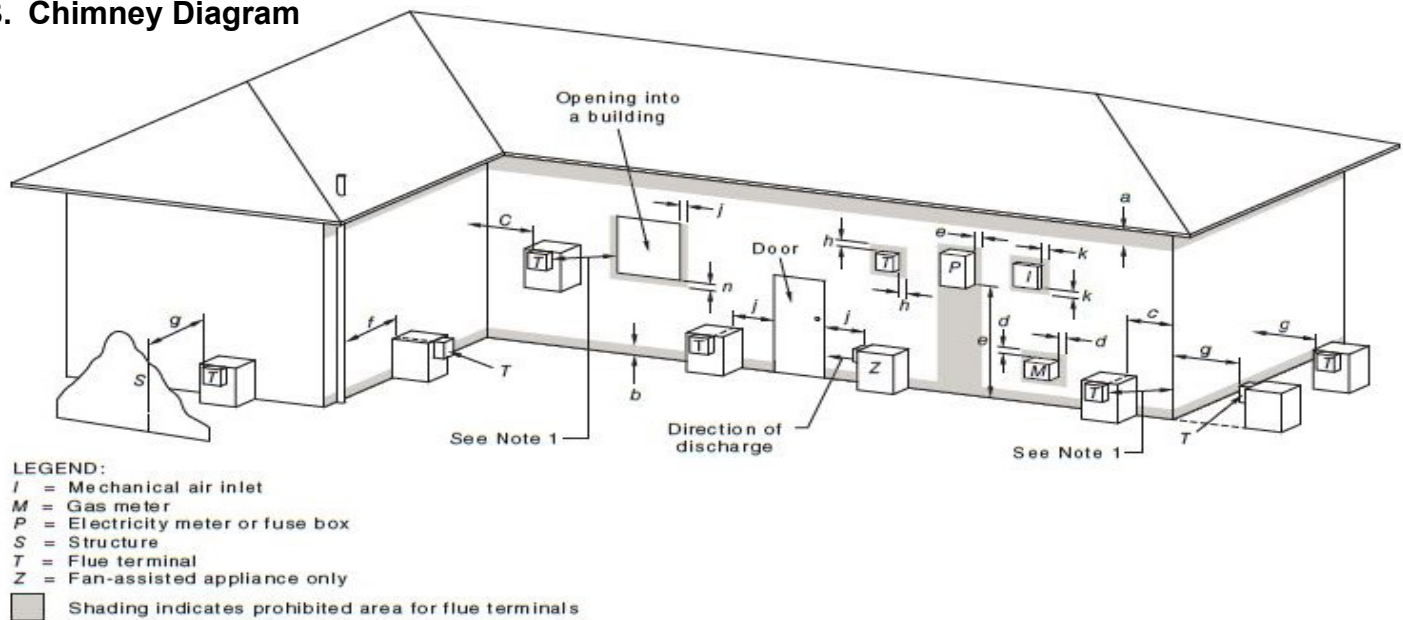 . Chimney Diagram
Opening into
a building
a
c
j
h
e
k
T
Door
T
P
I
n
h
k
g
f
j
j
d
c
g
e
d
g
S
T
T
T
Z
M
T
T
b
T
Direction of
discharge
See Note 1
See Note 1
T
LEGEND:
I = Mechanical air inlet
M = Gas meter
P = Electricity meter or fuse box
S = Structure
T = Flue terminal
Z = Fan-assisted appliance only
Shading indicates prohibited area for flue terminals